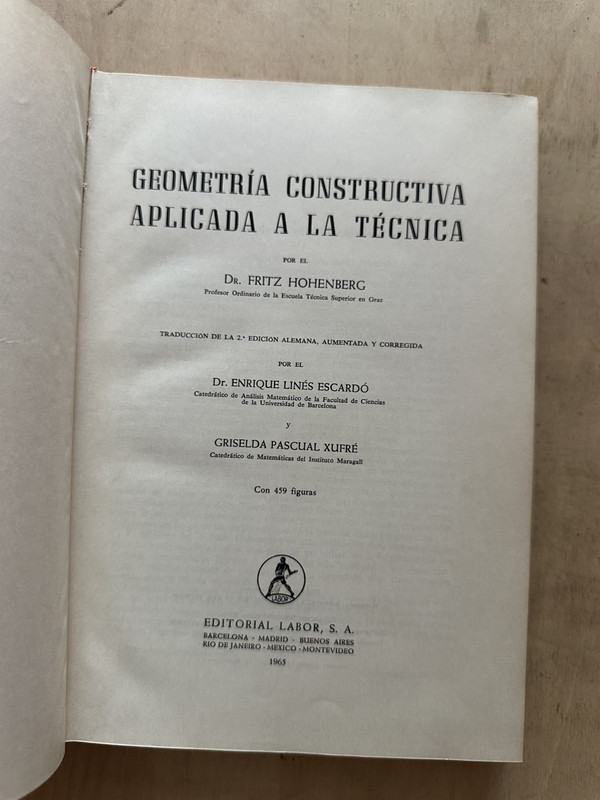 GEOMETRÍA CONSTRUCTIVA
APLICADA A LA TÉCNICA
POR EL
DR. FRITZ HOHENBERG
Profesor Ordinario de la Escuela Técnica Superior en Graz
TRADUCCIÓN DE LA 2.ª EDICIÓN ALEMANA, AUMENTADA Y CORREGIDA
POR EL
Dr. ENRIQUE LINÉS ESCARDÓ
Catedrático de Análisis Matemático de la Facultad de Ciencias
de la Universidad de Barcelona
y
GRISELDA PASCUAL XUFRÉ
Catedrático de Matemáticas del Instituto Maragall
Con 459 figuras
LABOR
EDITORIAL LABOR, S. A.
BARCELONA - MADRID - BUENOS AIRES
RIO DE JANEIRO - MEXICO - MONTEVIDEO
1965